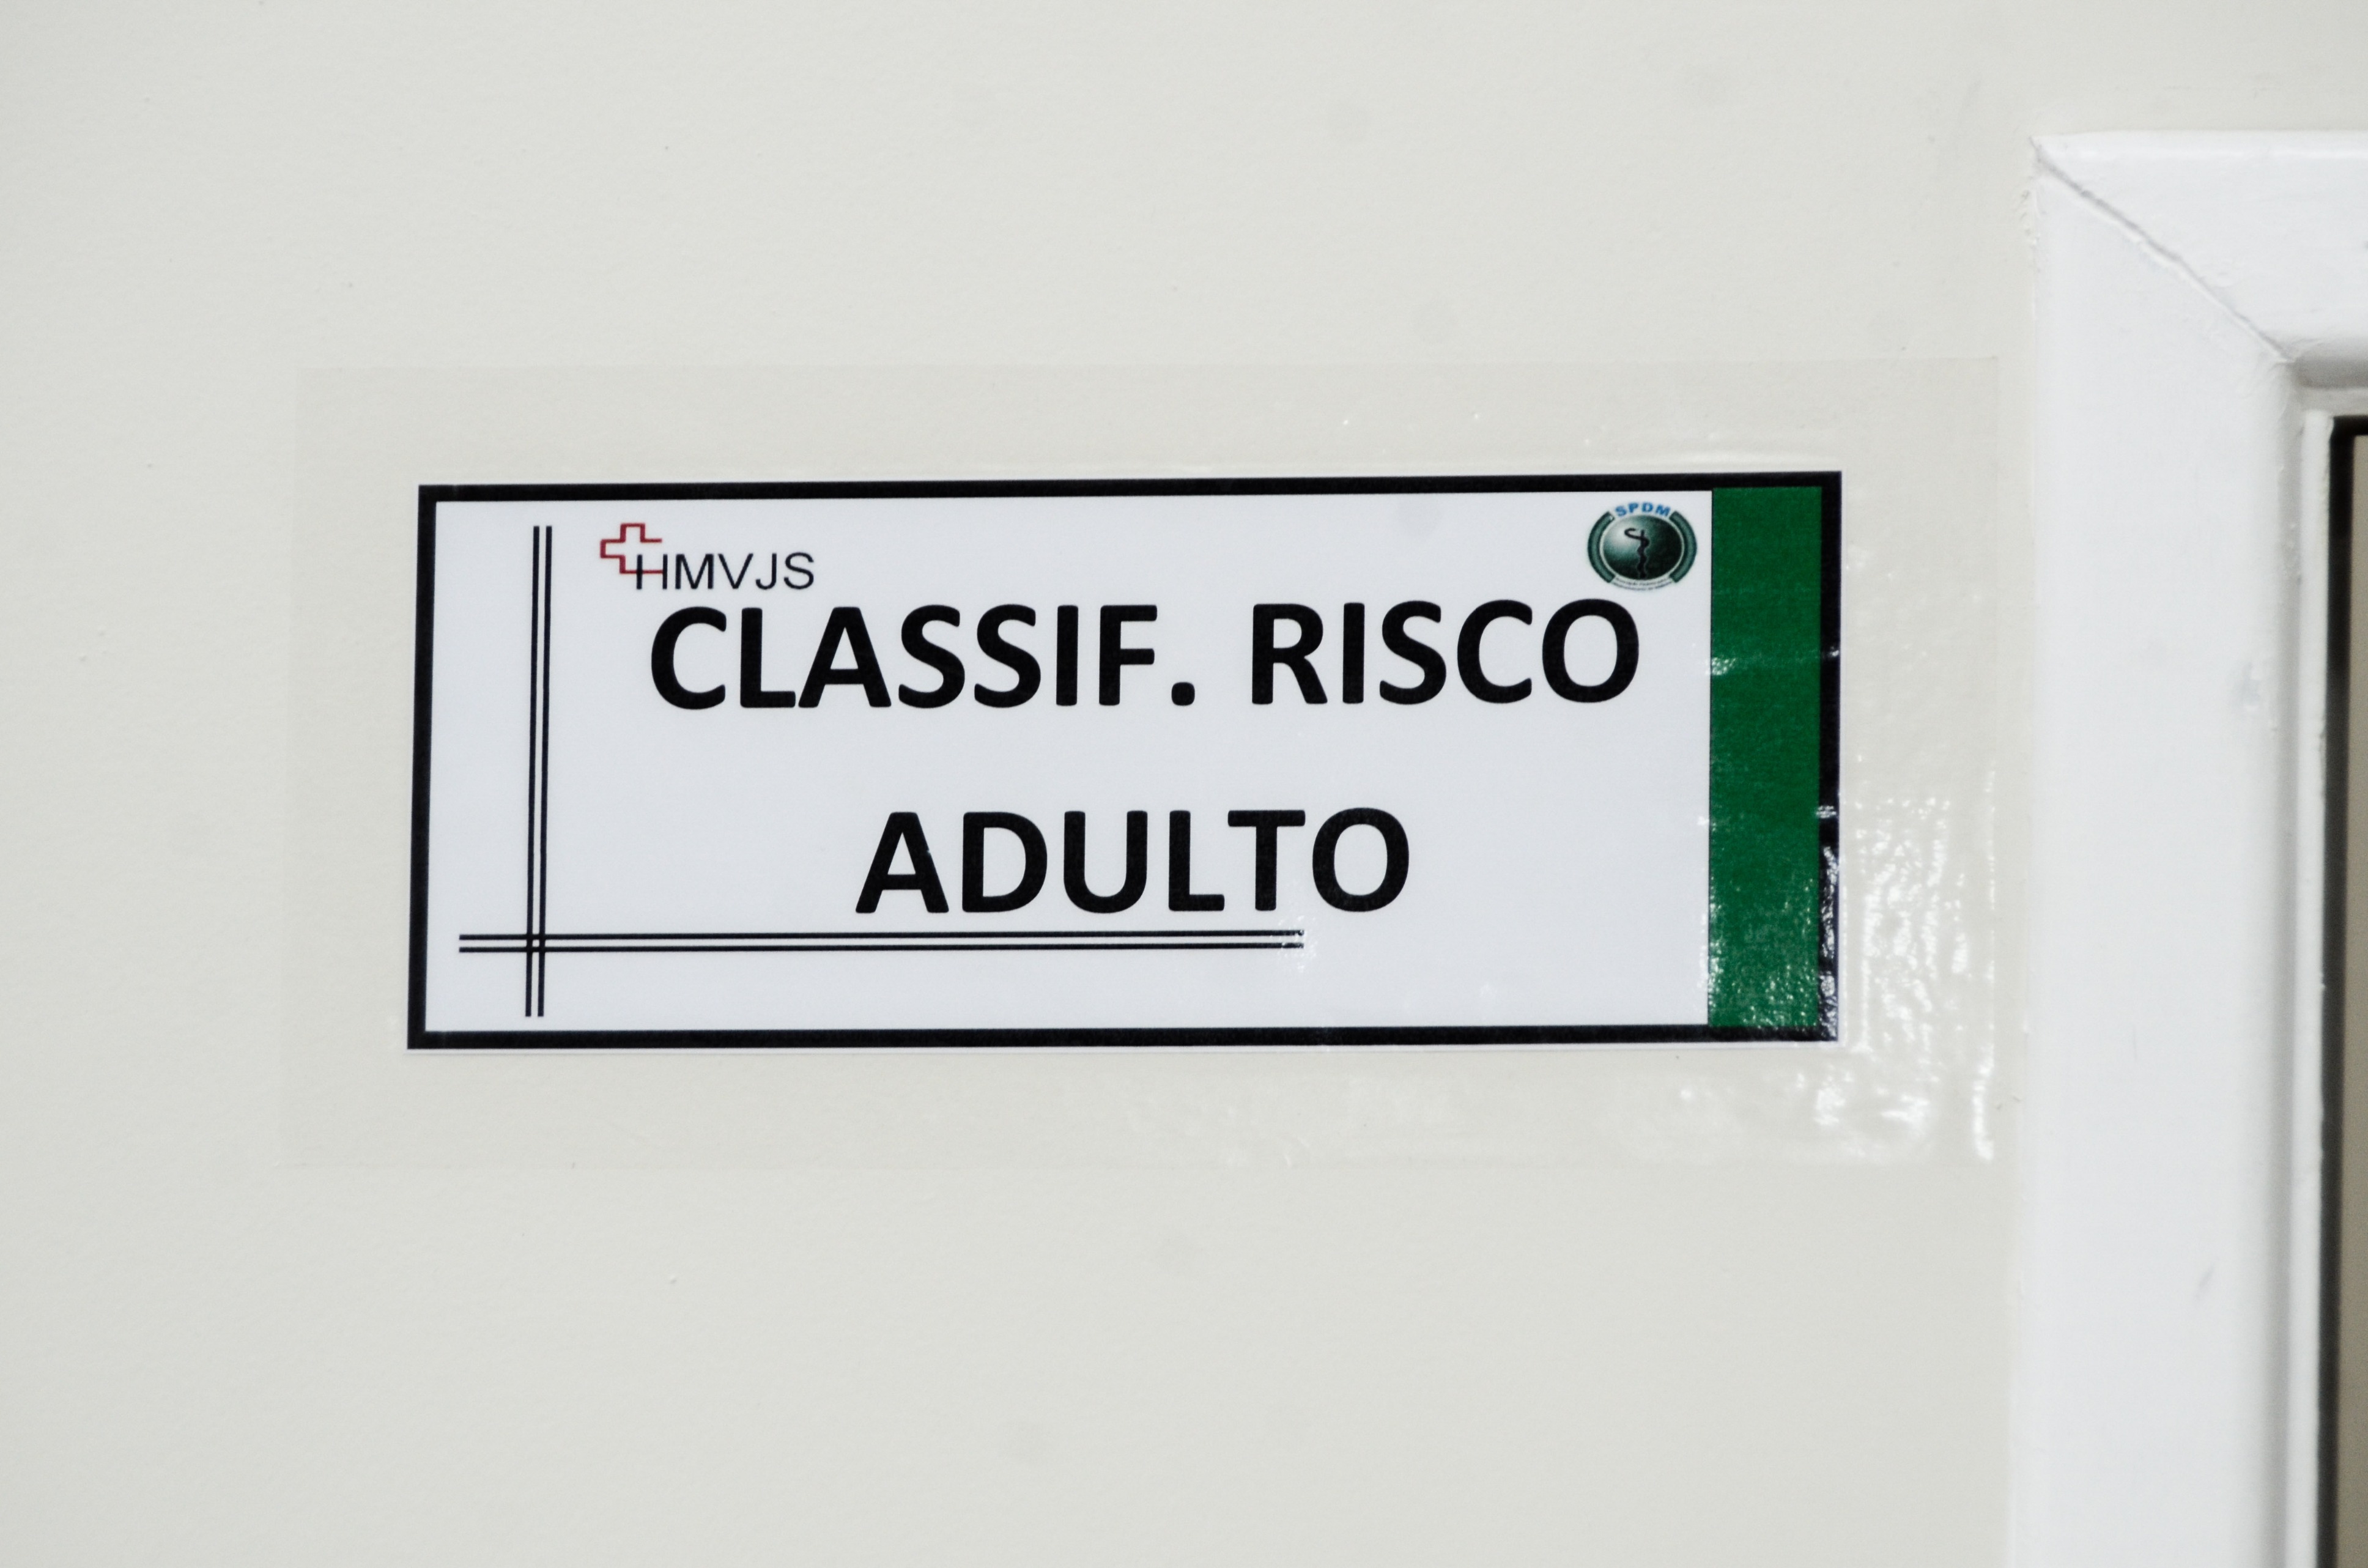 HMVJS
SPDM
CLASSIF. RISCO
ADULTO